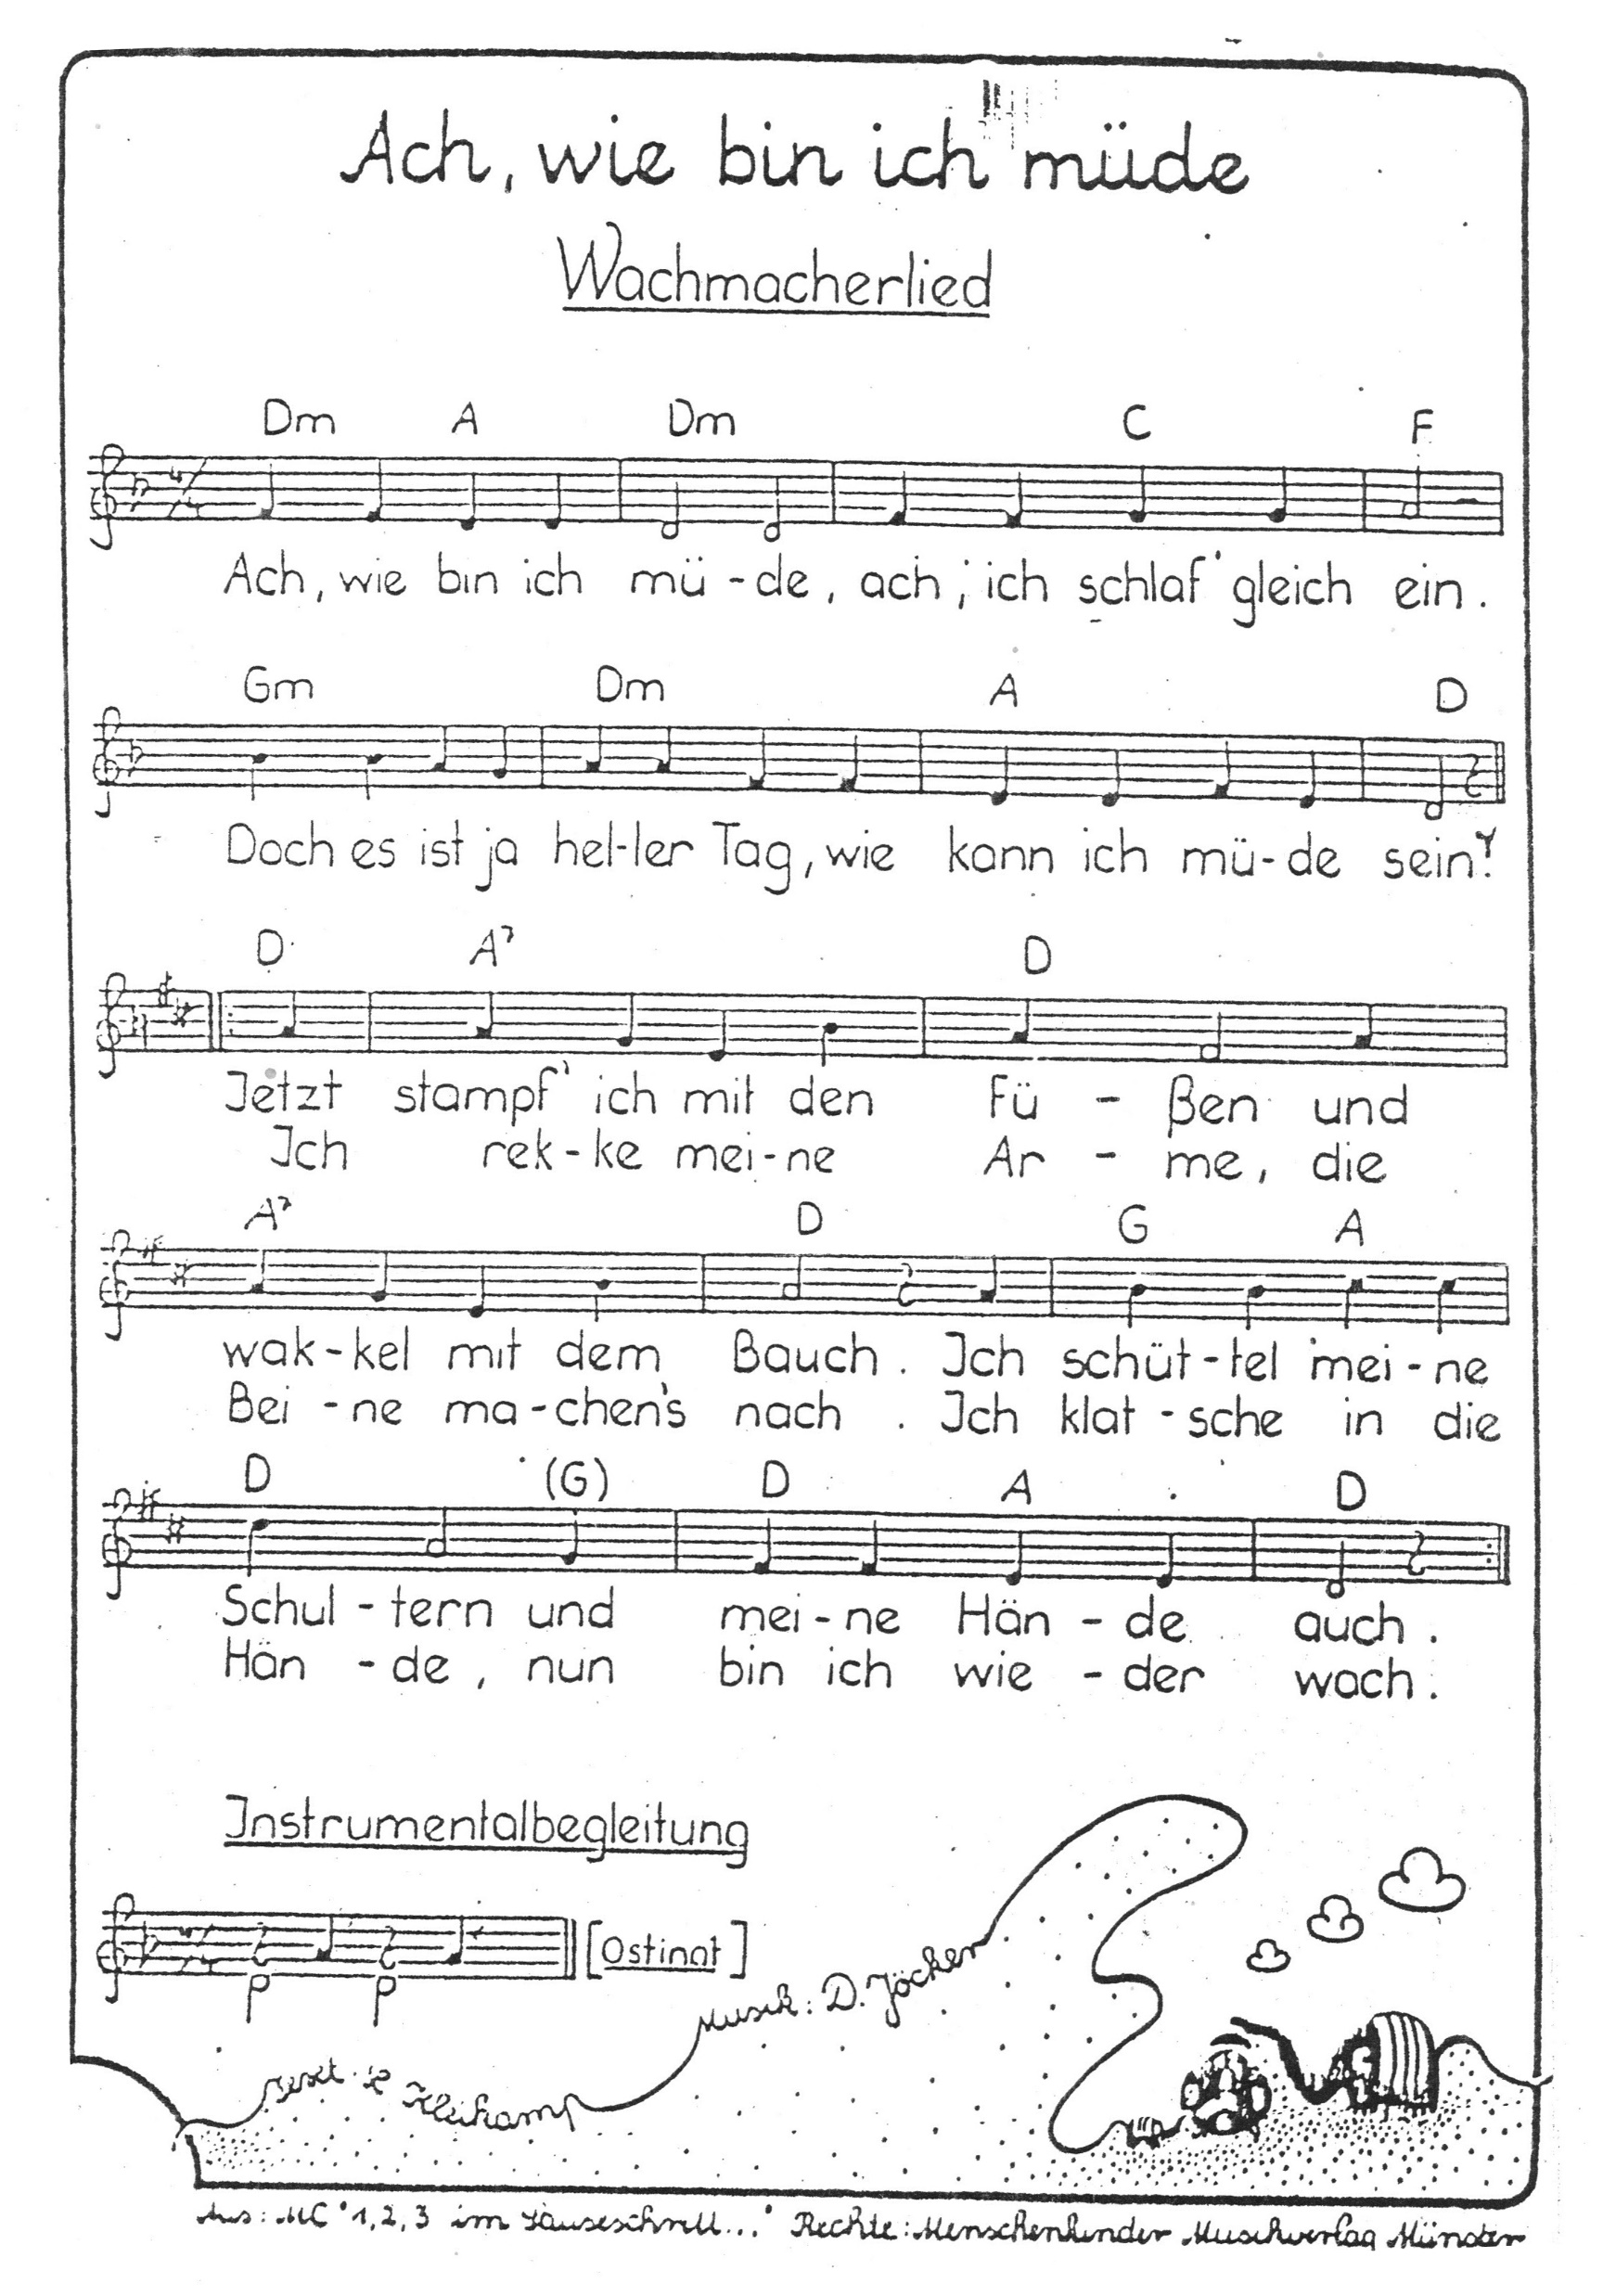 Ach, wie bin ich müde
Wachmacherlied
Dm A Dm C F
Ach, wie bin ich mü-de, ach, ich schlaf' gleich ein.
Gm Dm A D
Doch es ist ja hel-ler Tag, wie kann ich mü-de sein?
D A7 D
Jetzt stampf' ich mit den Fü - ßen und
Ich rek-ke mei-ne Ar - me, die
A7 D G A
wak-kel mit dem Bauch. Ich schüt-tel mei-ne
Bei-ne ma-chen's nach. Ich klat-sche in die
D (G) D A D
Schul-tern und mei-ne Hän-de auch.
Hän-de, nun bin ich wie-der wach.
Instrumentalbegleitung
[Ostinat]
Musik: D. Jöcker
Text: Kleikamp
Aus: MC "1, 2, 3 im Sauseschritt..." Rechte: Menschenkinder Musikverlag Münster